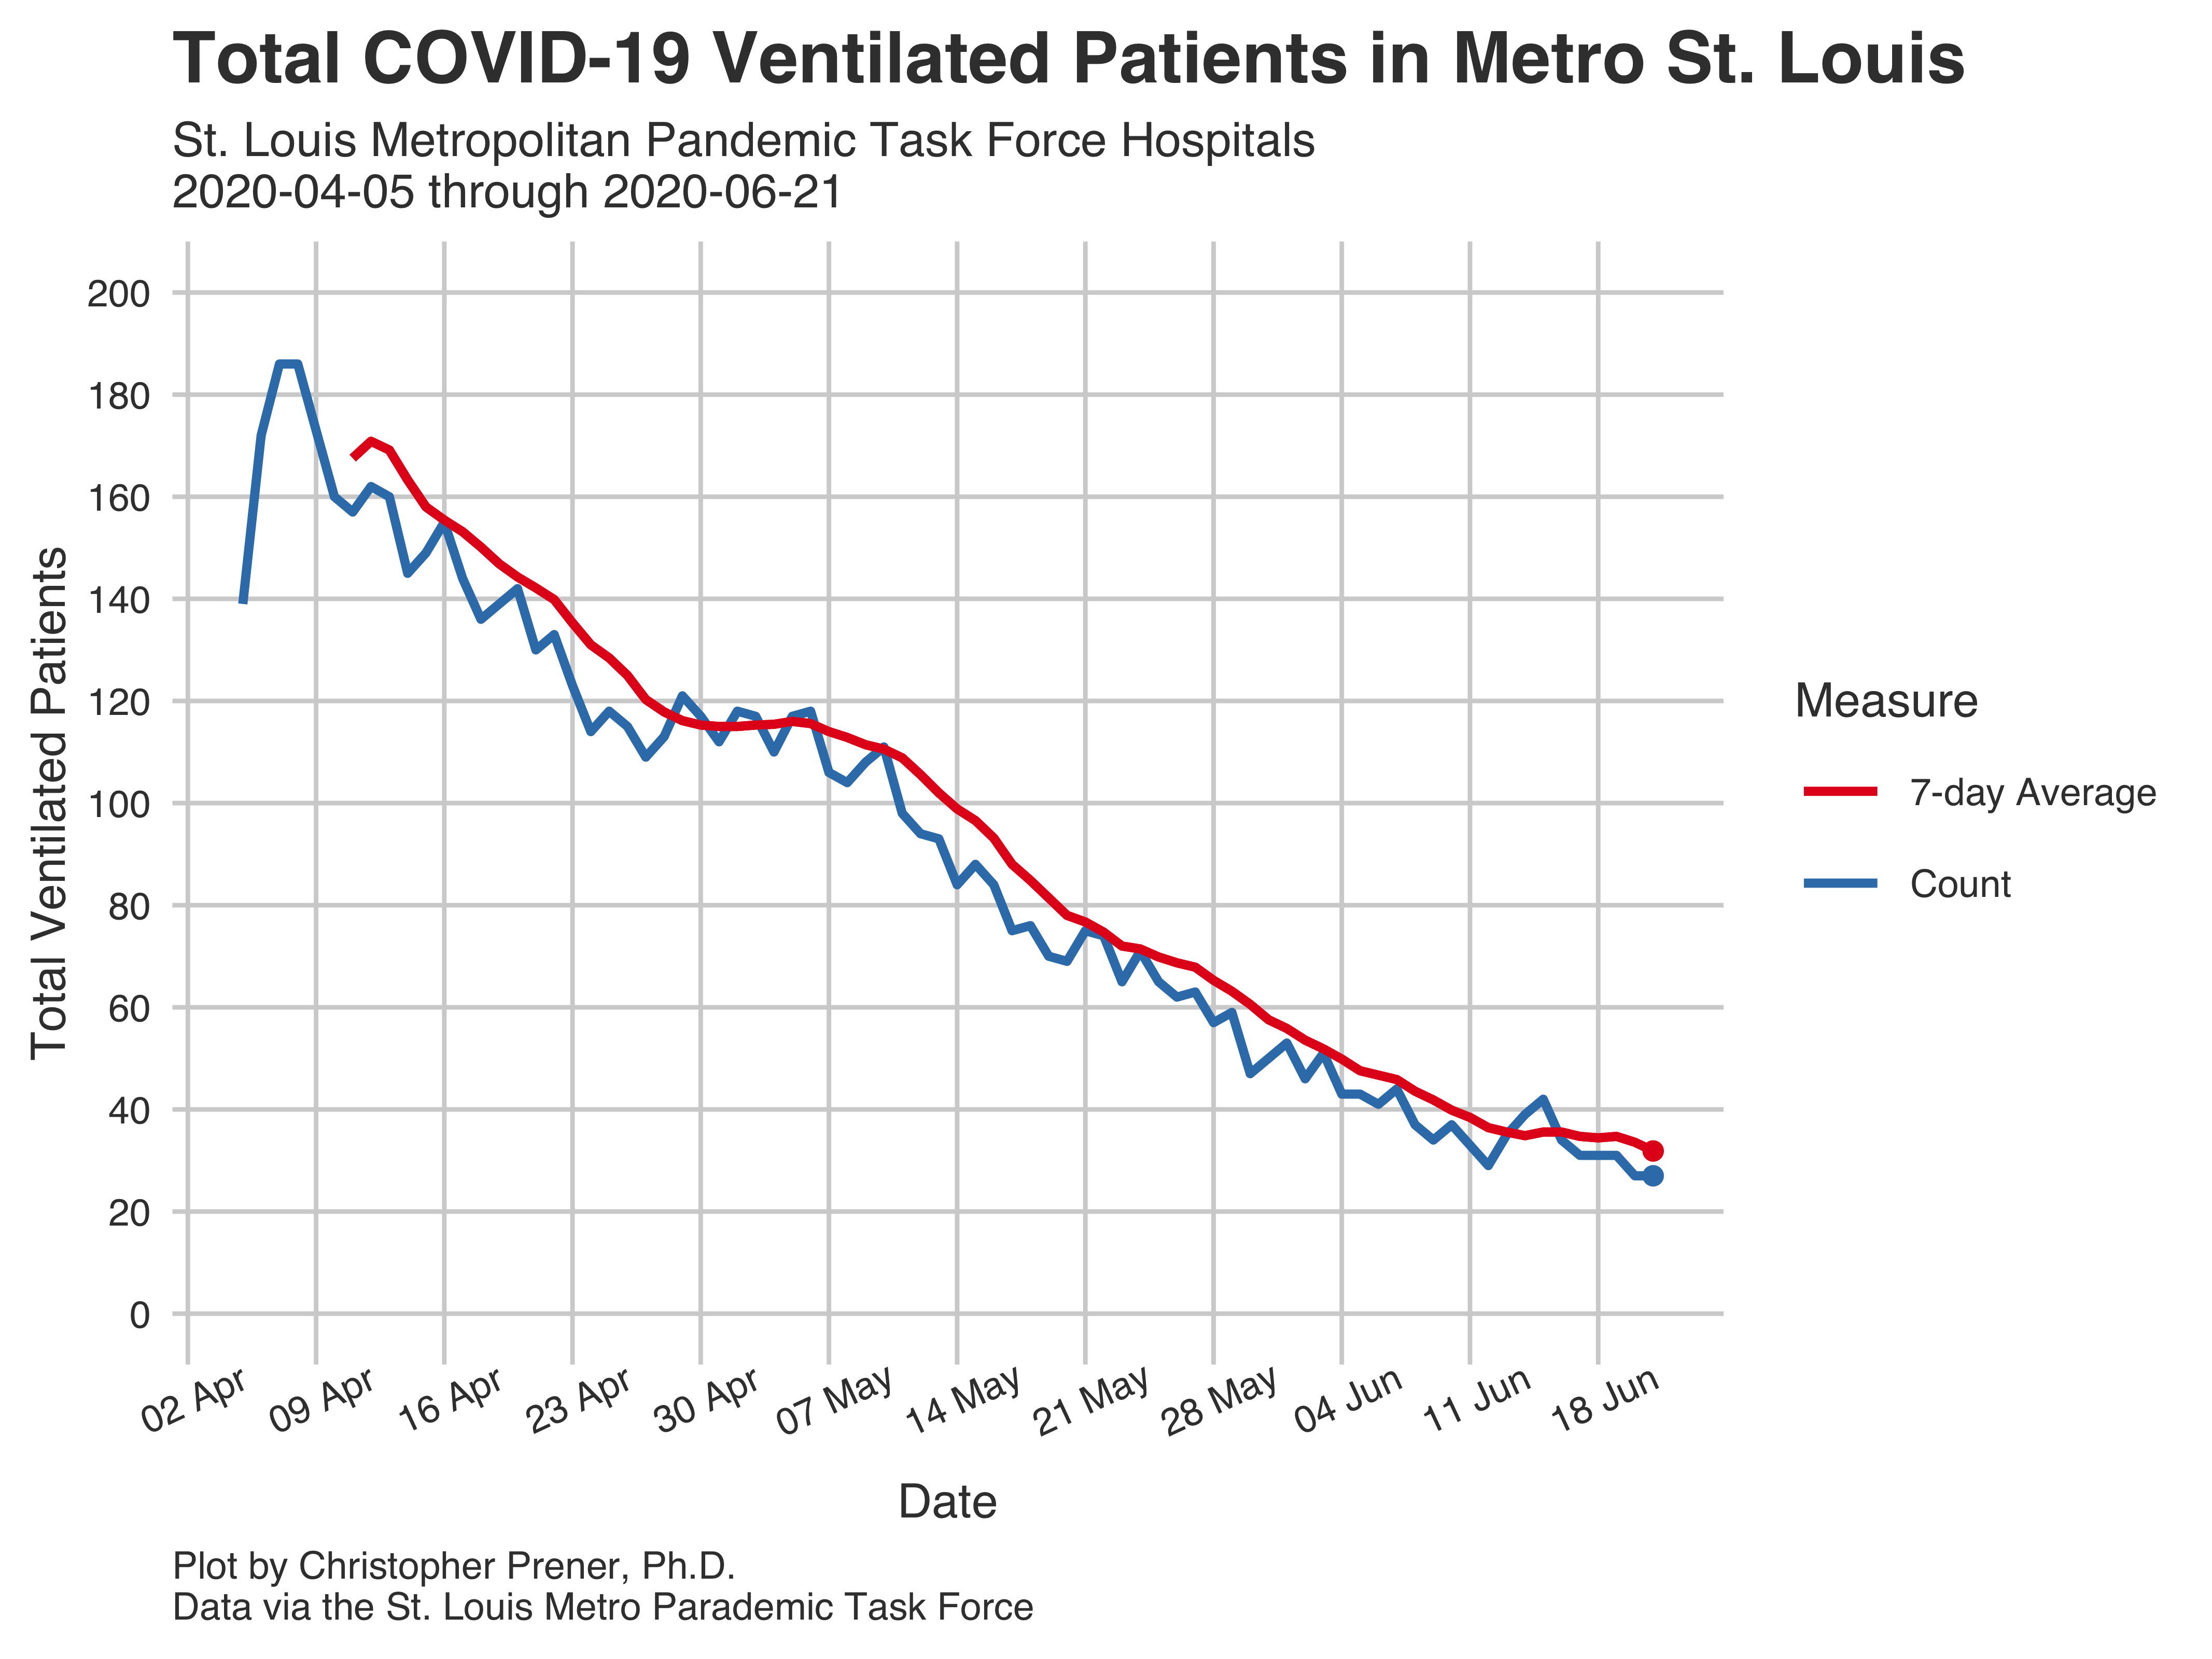 Total COVID-19 Ventilated Patients in Metro St. Louis
St. Louis Metropolitan Pandemic Task Force Hospitals
2020-04-05 through 2020-06-21
Total Ventilated Patients
200
180
160
140
120
100
80
60
40
20
0
02 Apr
09 Apr
16 Apr
23 Apr
30 Apr
07 May
14 May
21 May
28 May
04 Jun
11 Jun
18 Jun
Date
Measure
7-day Average
Count
Plot by Christopher Prener, Ph.D.
Data via the St. Louis Metro Parademic Task Force